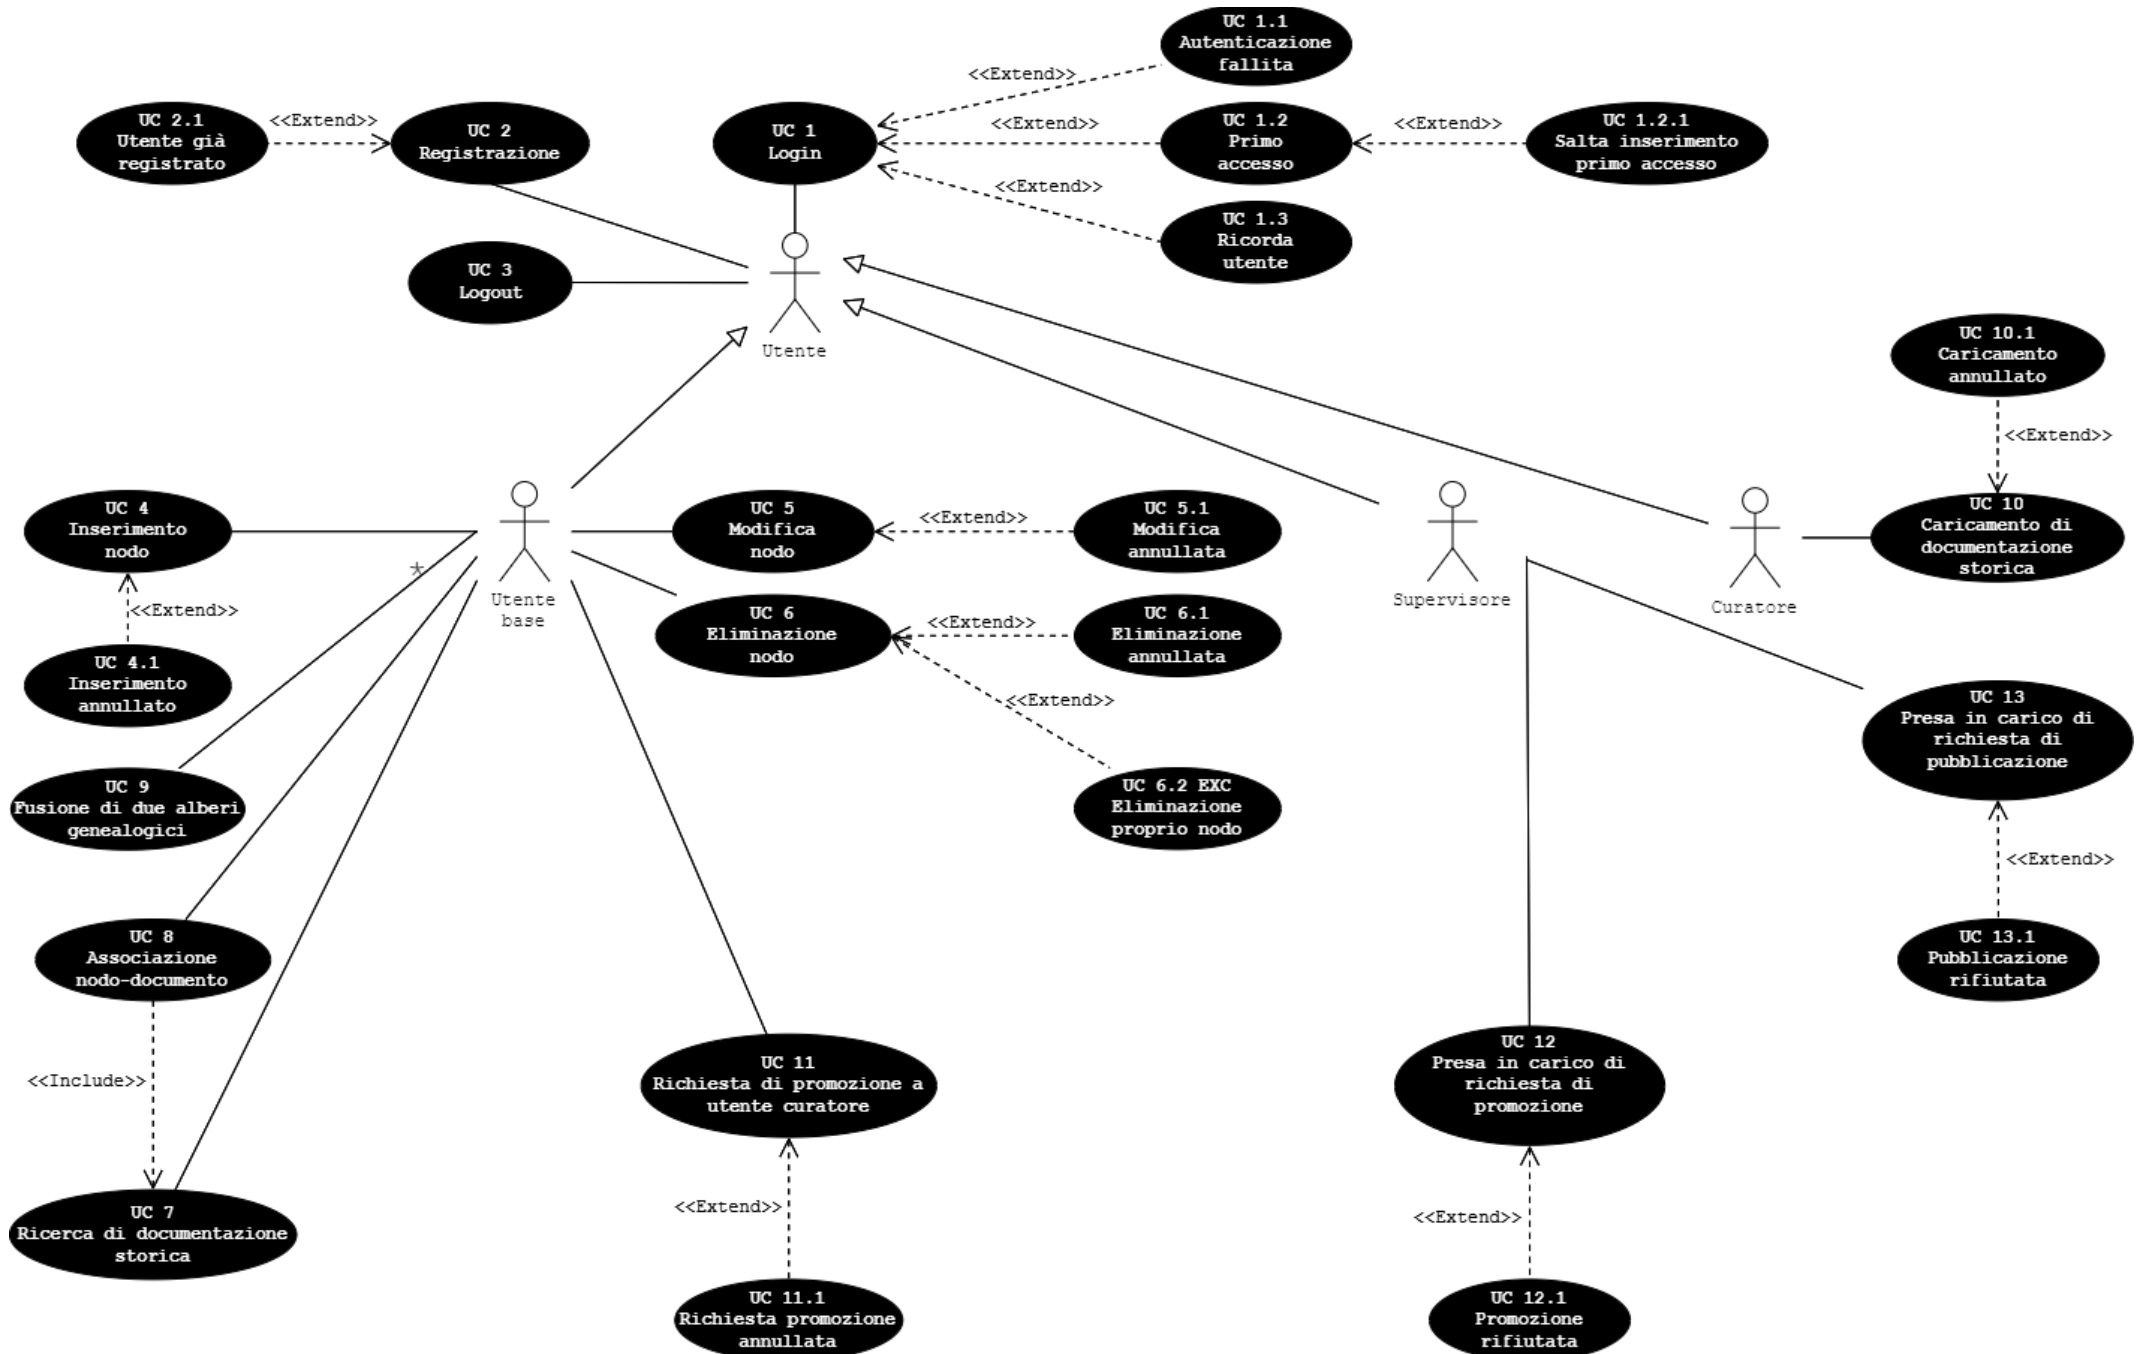 UC 1.1
Autenticazione
fallita
<<Extend>>
UC 2.1
Utente già
registrato
<<Extend>>
UC 2
Registrazione
UC 1
Login
<<Extend>>
UC 1.2
Primo
accesso
<<Extend>>
UC 1.2.1
Salta inserimento
primo accesso
<<Extend>>
UC 1.3
Ricorda
utente
UC 3
Logout
Utente
UC 10.1
Caricamento
annullato
<<Extend>>
UC 4
Inserimento
nodo
UC 5
Modifica
nodo
<<Extend>>
UC 5.1
Modifica
annullata
UC 10
Caricamento di
documentazione
storica
*
Utente
base
Supervisore
Curatore
<<Extend>>
UC 6
Eliminazione
nodo
<<Extend>>
UC 6.1
Eliminazione
annullata
UC 4.1
Inserimento
annullato
<<Extend>>
UC 13
Presa in carico di
richiesta di
pubblicazione
UC 9
Fusione di due alberi
genealogici
UC 6.2 EXC
Eliminazione
proprio nodo
<<Extend>>
UC 8
Associazione
nodo-documento
UC 13.1
Pubblicazione
rifiutata
<<Include>>
UC 11
Richiesta di promozione a
utente curatore
UC 12
Presa in carico di
richiesta di
promozione
UC 7
Ricerca di documentazione
storica
<<Extend>>
<<Extend>>
UC 11.1
Richiesta promozione
annullata
UC 12.1
Promozione
rifiutata